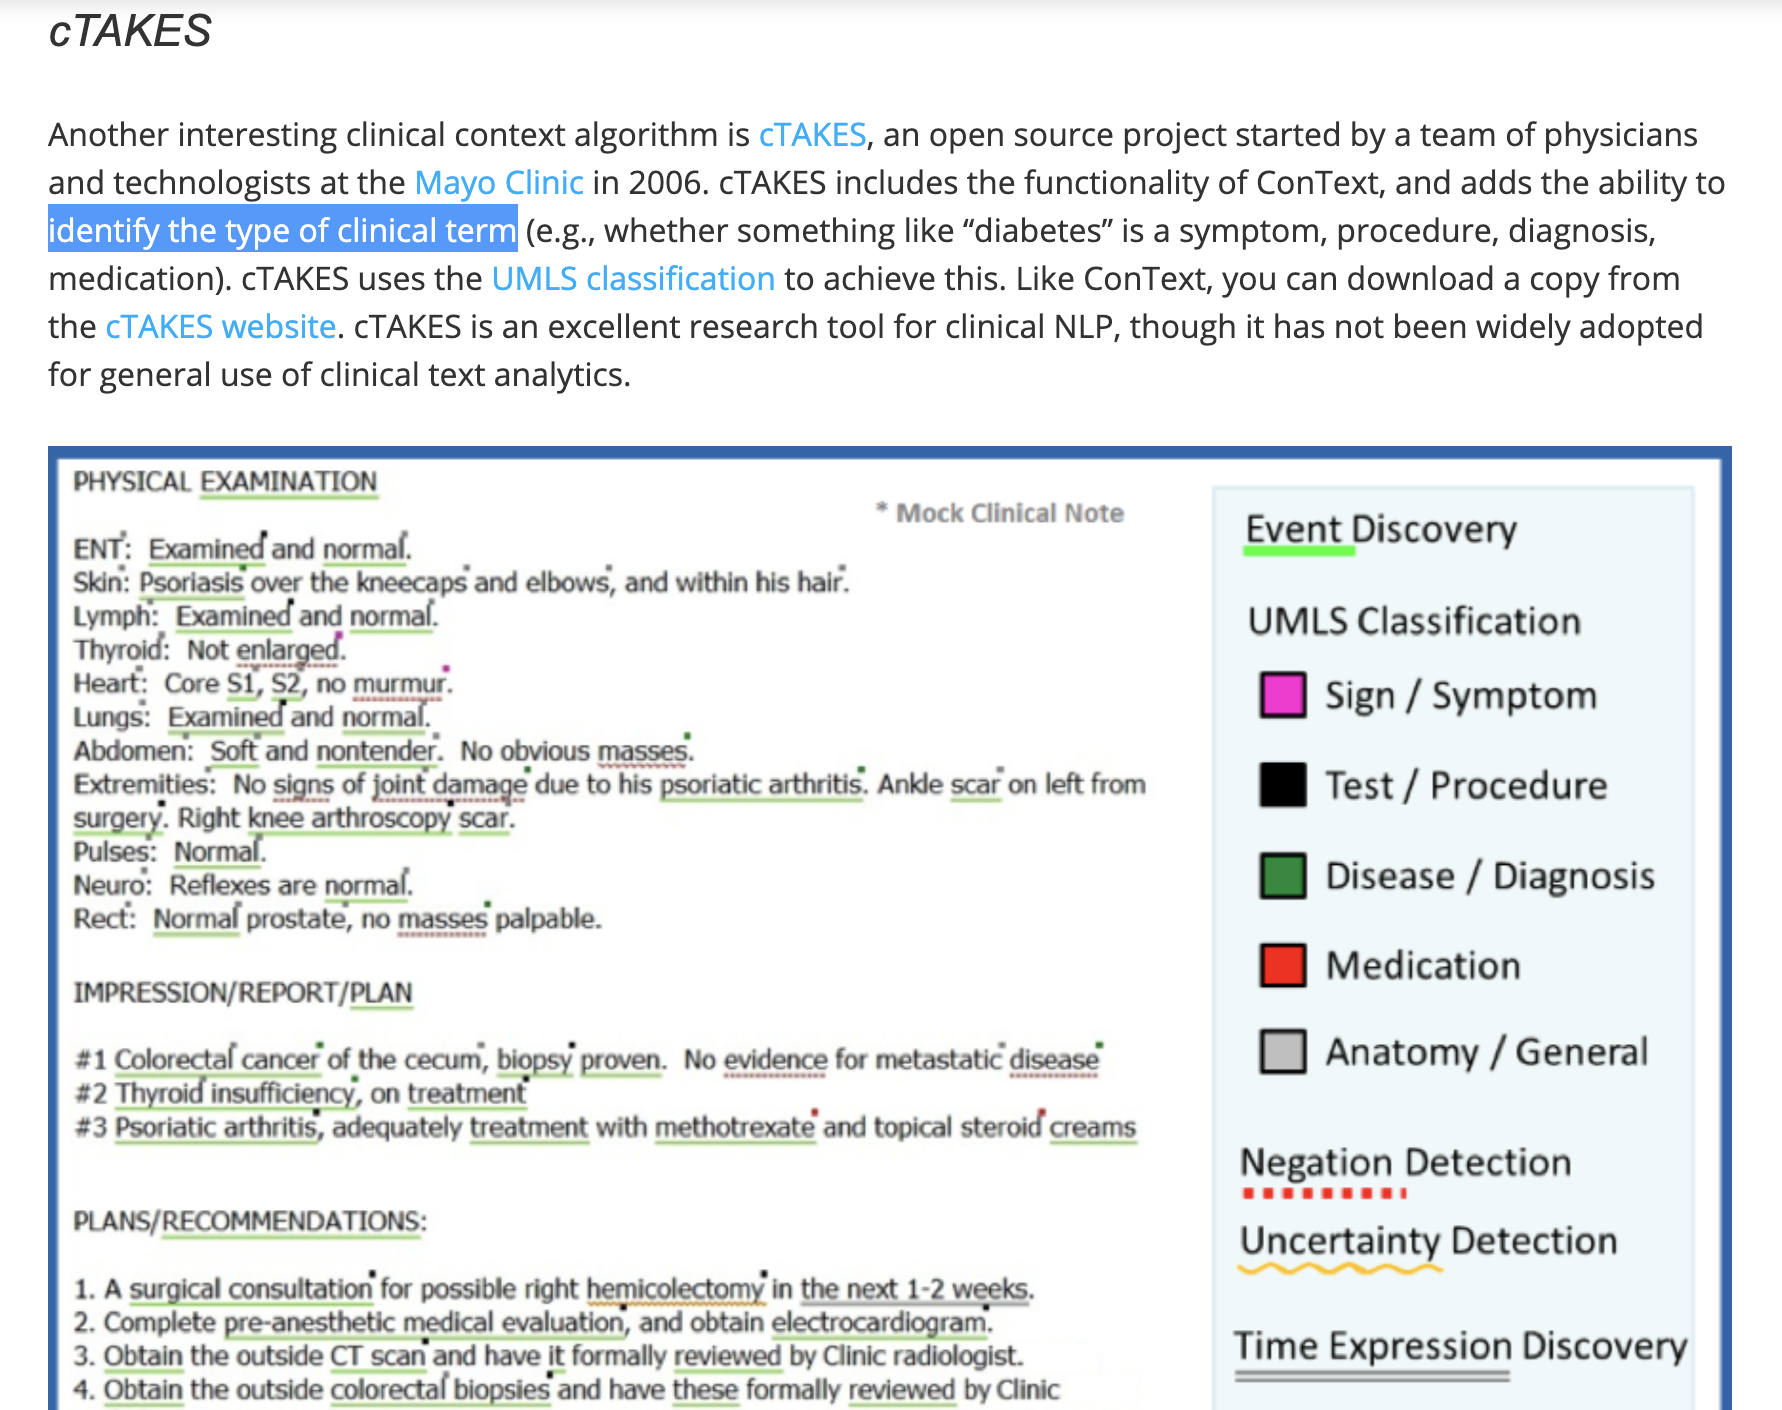 cTAKES
Another interesting clinical context algorithm is cTAKES, an open source project started by a team of physicians
and technologists at the Mayo Clinic in 2006. cTAKES includes the functionality of ConText, and adds the ability to
identify the type of clinical term (e.g., whether something like “diabetes” is a symptom, procedure, diagnosis,
medication). cTAKES uses the UMLS classification to achieve this. Like ConText, you can download a copy from
the cTAKES website. cTAKES is an excellent research tool for clinical NLP, though it has not been widely adopted
for general use of clinical text analytics.
PHYSICAL EXAMINATION
* Mock Clinical Note
ENT: Examined and normal.
Skin: Psoriasis over the kneecaps and elbows, and within his hair.
Lymph: Examined and normal.
Thyroid: Not enlarged.
Heart: Core S1, S2, no murmur.
Lungs: Examined and normal.
Abdomen: Soft and nontender. No obvious masses.
Extremities: No signs of joint damage due to his psoriatic arthritis. Ankle scar on left from
surgery. Right knee arthroscopy scar.
Pulses: Normal.
Neuro: Reflexes are normal.
Rect: Normal prostate, no masses palpable.
IMPRESSION/REPORT/PLAN
#1 Colorectal cancer of the cecum, biopsy proven. No evidence for metastatic disease
#2 Thyroid insufficiency, on treatment
#3 Psoriatic arthritis, adequately treatment with methotrexate and topical steroid creams
PLANS/RECOMMENDATIONS:
1. A surgical consultation for possible right hemicolectomy in the next 1-2 weeks.
2. Complete pre-anesthetic medical evaluation, and obtain electrocardiogram.
3. Obtain the outside CT scan and have it formally reviewed by Clinic radiologist.
4. Obtain the outside colorectal biopsies and have these formally reviewed by Clinic
Event Discovery
UMLS Classification
Sign / Symptom
Test / Procedure
Disease / Diagnosis
Medication
Anatomy / General
Negation Detection
Uncertainty Detection
Time Expression Discovery